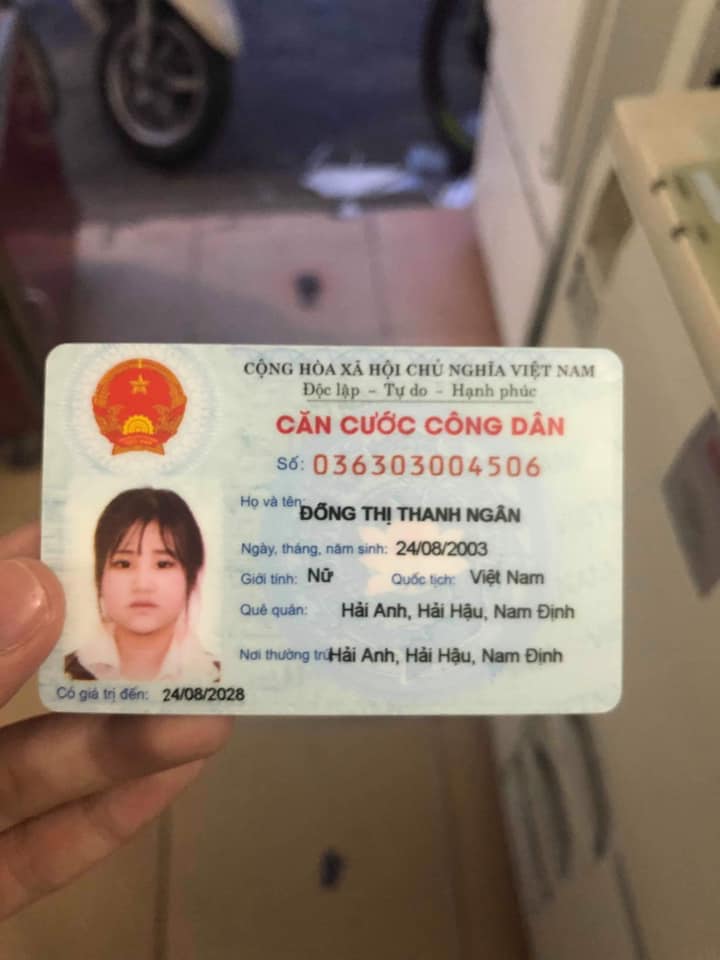 CỘNG HÒA XÃ HỘI CHỦ NGHĨA VIỆT NAM
Độc lập - Tự do - Hạnh phúc
CĂN CƯỚC CÔNG DÂN
Số: 036303004506
Họ và tên: ĐỒNG THỊ THANH NGÂN
Ngày, tháng, năm sinh: 24/08/2003
Giới tính: Nữ Quốc tịch: Việt Nam
Quê quán: Hải Anh, Hải Hậu, Nam Định
Nơi thường trú: Hải Anh, Hải Hậu, Nam Định
Có giá trị đến: 24/08/2028